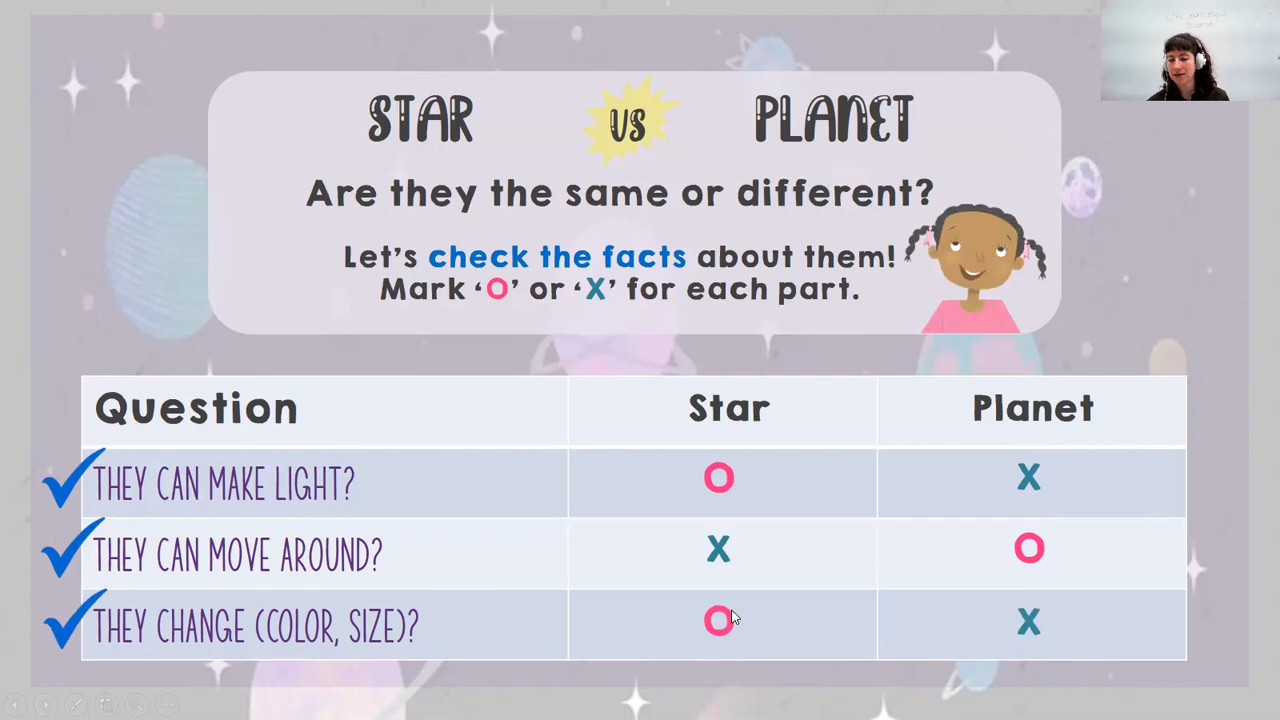 STAR VS PLANET
Are they the same or different?
Let's check the facts about them!
Mark 'O' or 'X' for each part.
Question Star Planet
THEY CAN MAKE LIGHT? O X
THEY CAN MOVE AROUND? X O
THEY CHANGE (COLOR, SIZE)? O X